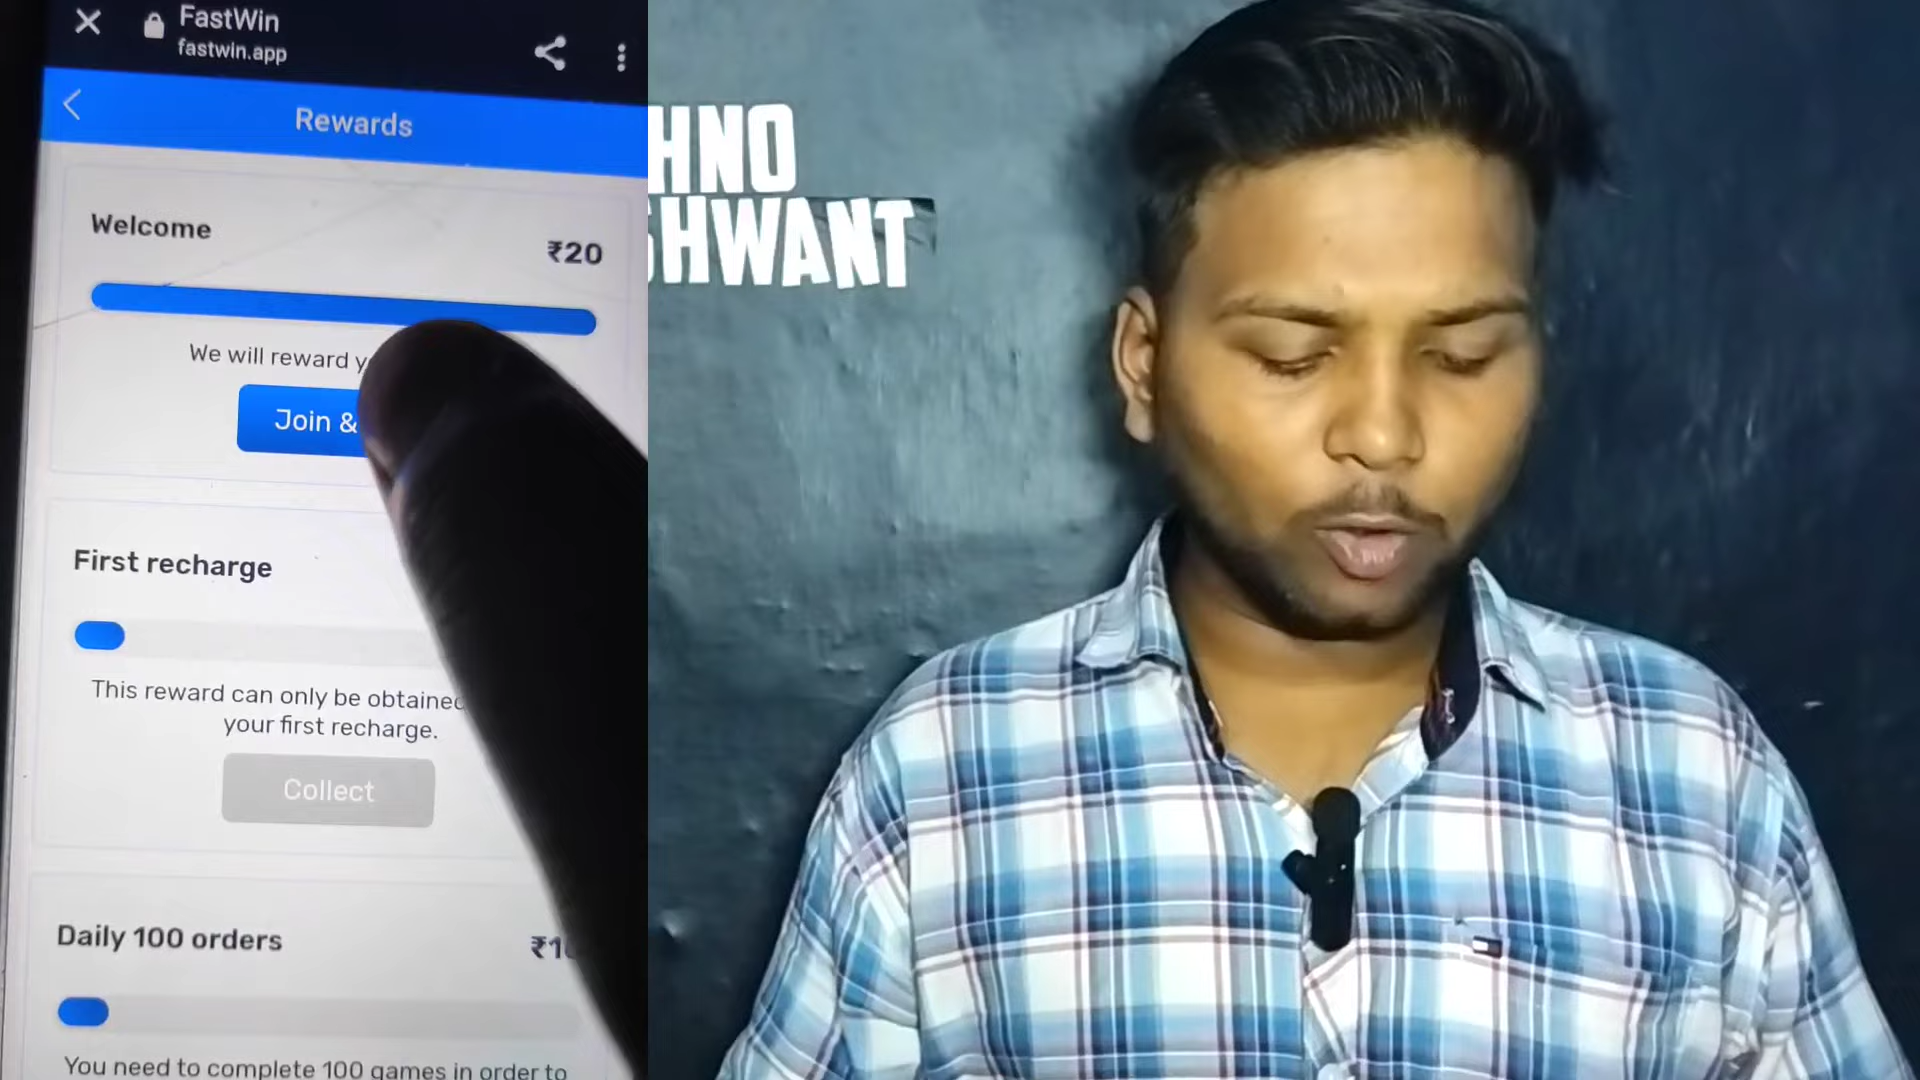 FastWin
fastwin.app
Rewards
Welcome
₹20
We will reward
Join &
First recharge
This reward can only be obtained
your first recharge.
Collect
Daily 100 orders
You need to complete 100 games in order to
HNO
SHWANT